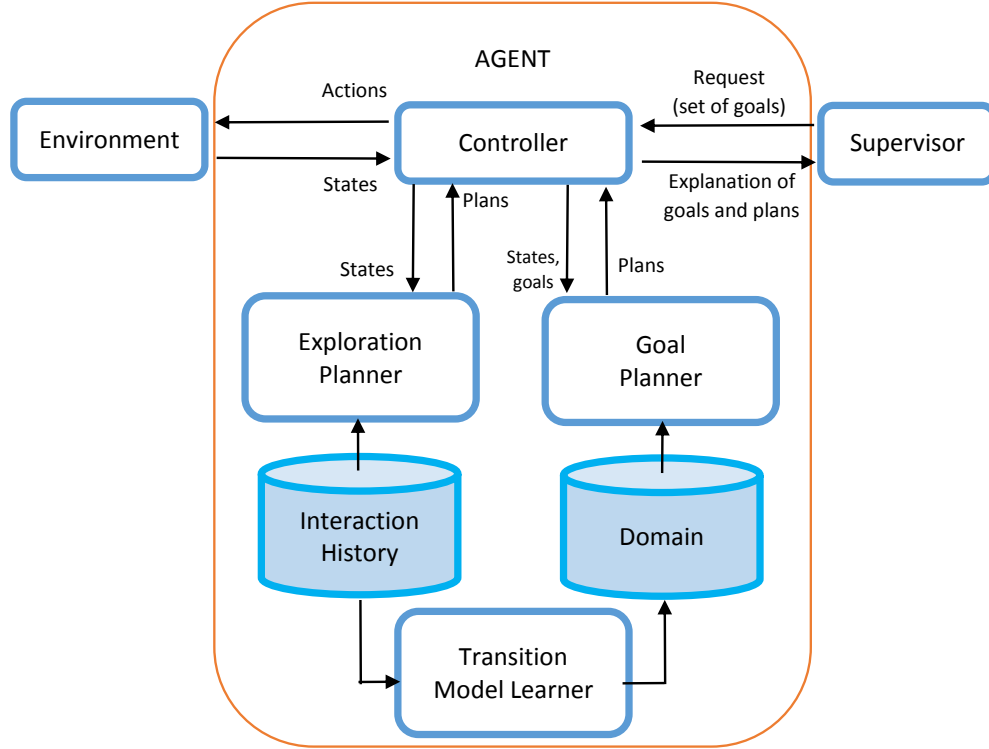 AGENT
Actions
Request
(set of goals)
Environment
Controller
Supervisor
States
Explanation of
goals and plans
Plans
States
States,
goals
Plans
Exploration
Planner
Goal
Planner
Interaction
History
Domain
Transition
Model Learner